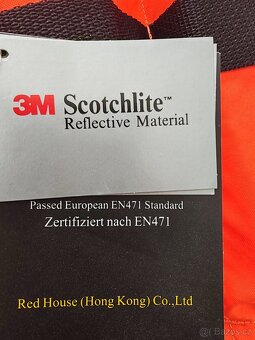 3M Scotchlite™
Reflective Material
Passed European EN471 Standard
Zertifiziert nach EN471
Red House (Hong Kong) Co.,Ltd